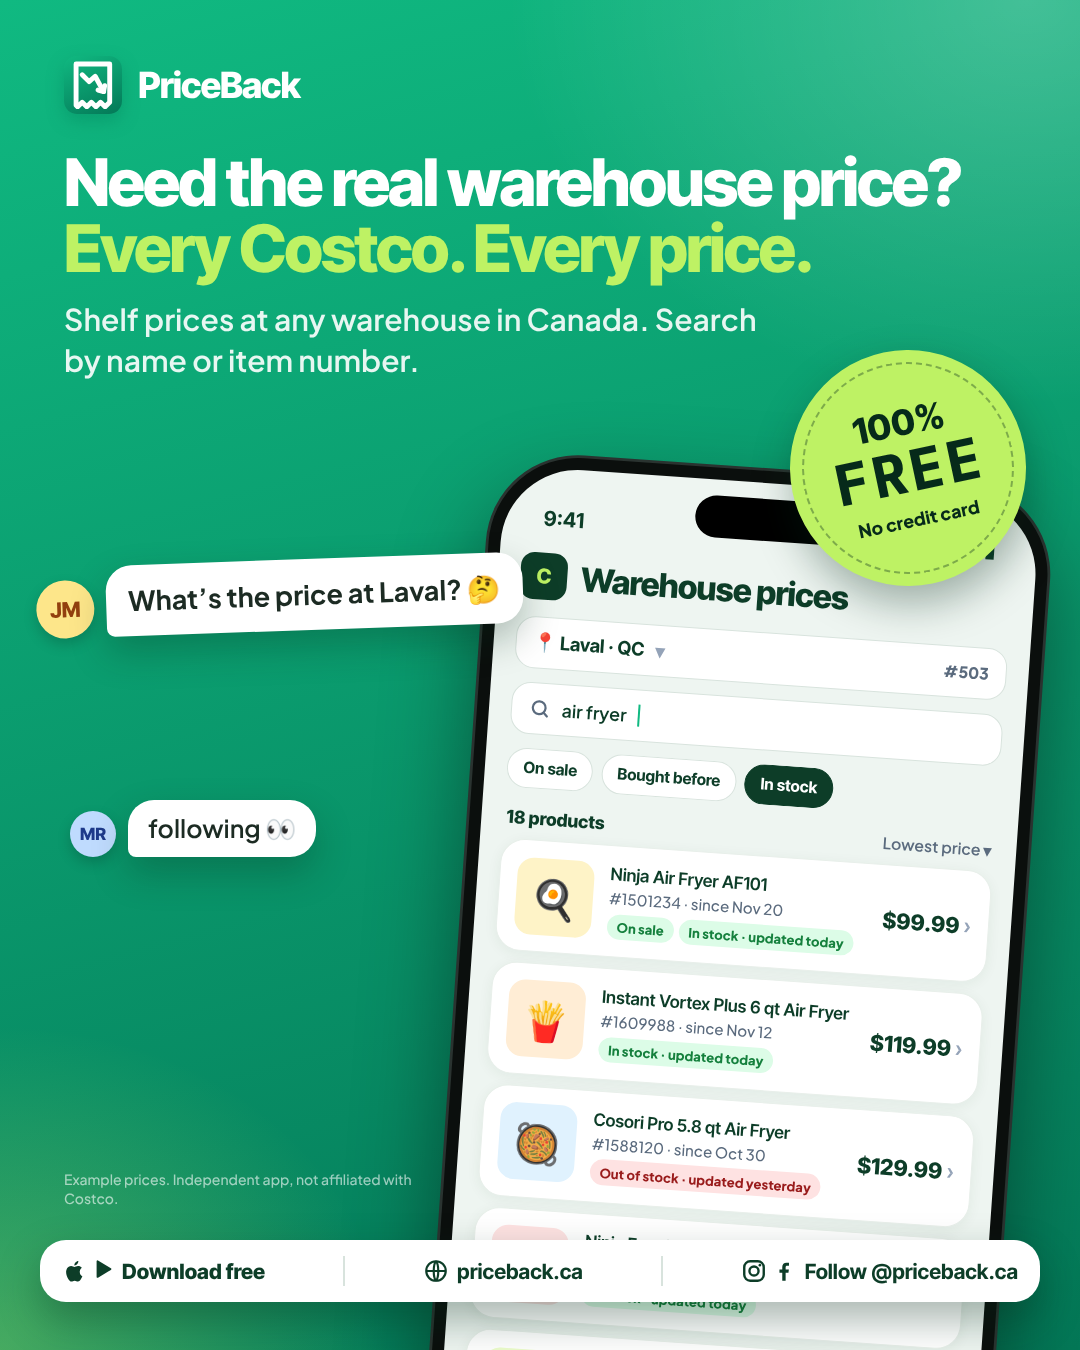 PriceBack
Need the real warehouse price?
Every Costco. Every price.
Shelf prices at any warehouse in Canada. Search
by name or item number.
100%
FREE
No credit card
9:41
JM
What's the price at Laval? 🤔
C
Warehouse prices
📍 Laval · QC ▼
#503
air fryer
On sale
Bought before
In stock
MR
following 👀
18 products
Lowest price ▾
Ninja Air Fryer AF101
#1501234 · since Nov 20
On sale
In stock · updated today
$99.99 ›
Instant Vortex Plus 6 qt Air Fryer
#1609988 · since Nov 12
In stock · updated today
$119.99 ›
Cosori Pro 5.8 qt Air Fryer
#1588120 · since Oct 30
Out of stock · updated yesterday
$129.99 ›
Example prices. Independent app, not affiliated with
Costco.
Download free
priceback.ca
Follow @priceback.ca
updated today